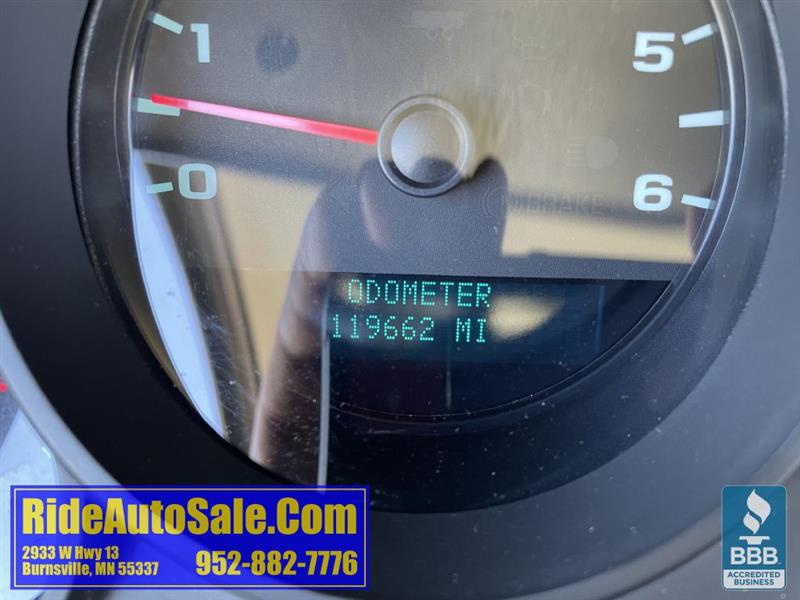 1
5
0
6
BRAKE
ODOMETER
119662 MI
RideAutoSale.Com
2933 W Hwy 13
Burnsville, MN 55337
952-882-7776
BBB
ACCREDITED
BUSINESS